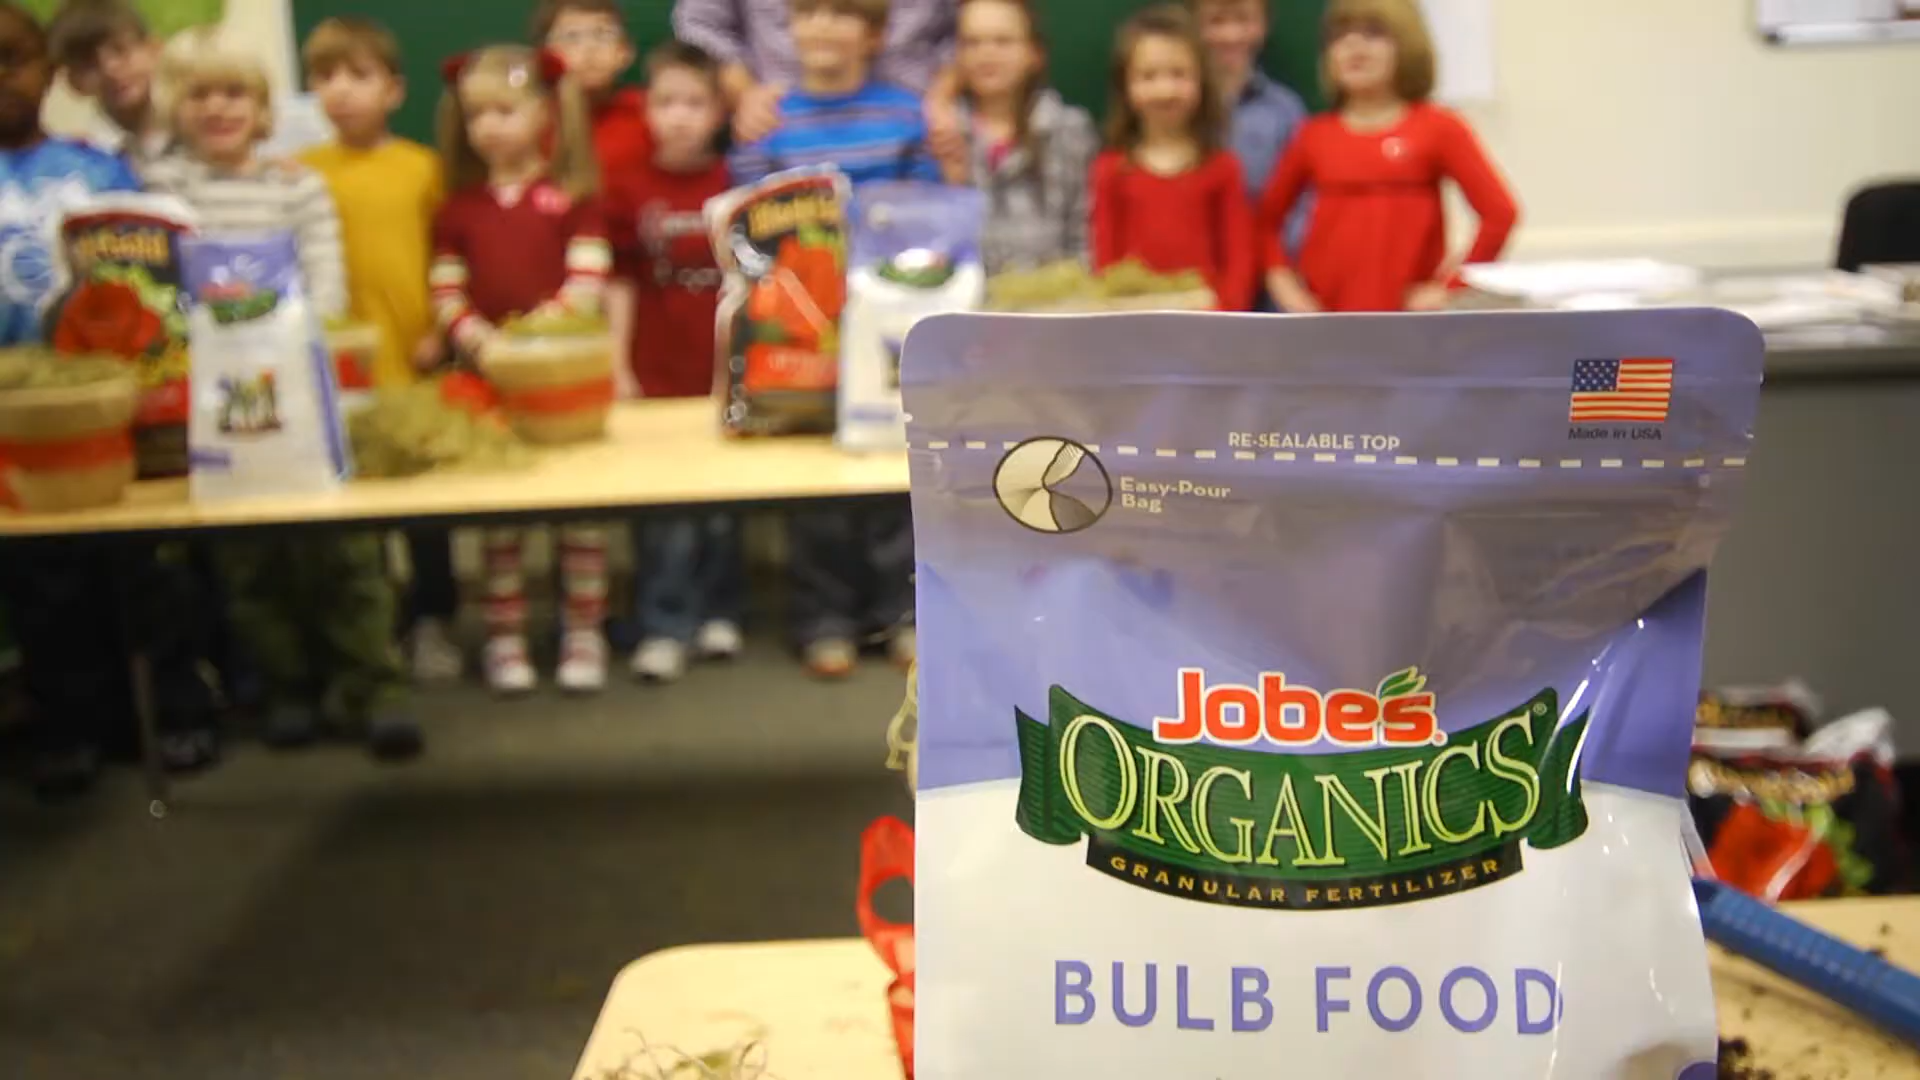 Made in USA
RE-SEALABLE TOP
Easy-Pour
Bag
Jobe's
ORGANICS®
GRANULAR FERTILIZER
BULB FOOD